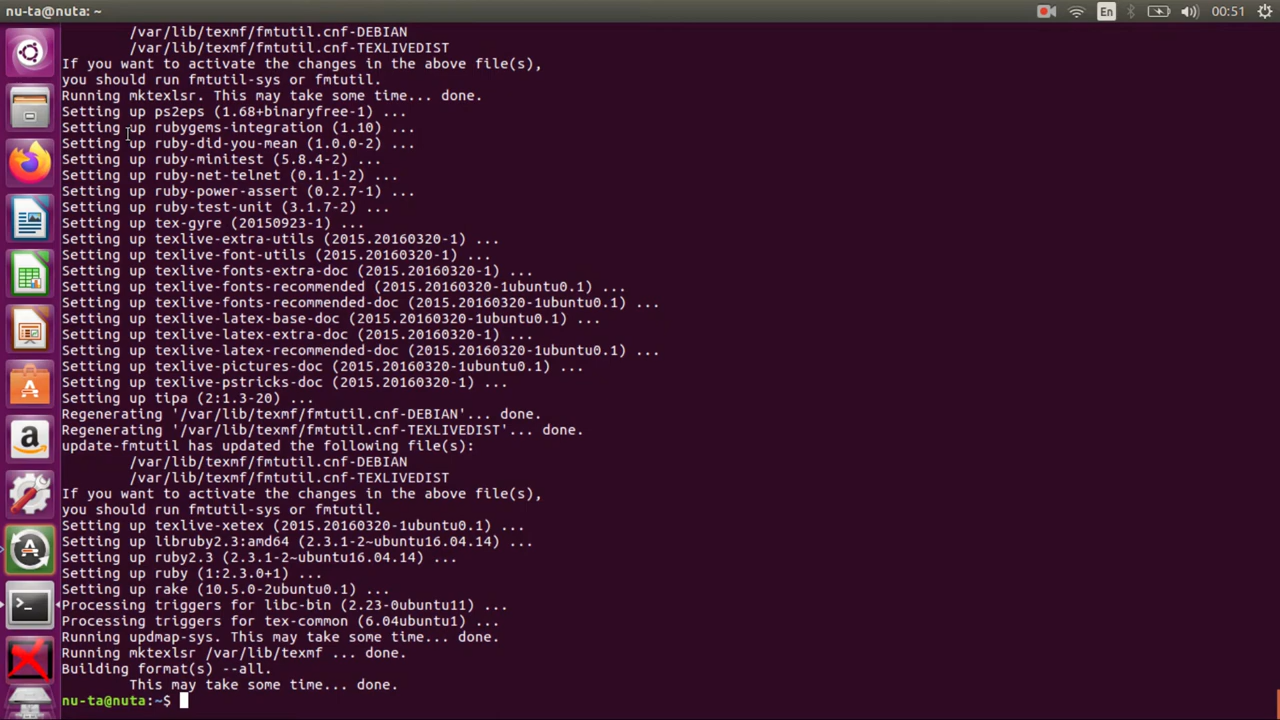 nu-ta@nuta: ~
En
00:51
/var/lib/texmf/fmtutil.cnf-DEBIAN
/var/lib/texmf/fmtutil.cnf-TEXLIVEDIST
If you want to activate the changes in the above file(s),
you should run fmtutil-sys or fmtutil.
Running mktexlsr. This may take some time... done.
Setting up ps2eps (1.68+binaryfree-1) ...
Setting up rubygems-integration (1.10) ...
Setting up ruby-did-you-mean (1.0.0-2) ...
Setting up ruby-minitest (5.8.4-2) ...
Setting up ruby-net-telnet (0.1.1-2) ...
Setting up ruby-power-assert (0.2.7-1) ...
Setting up ruby-test-unit (3.1.7-2) ...
Setting up tex-gyre (20150923-1) ...
Setting up texlive-extra-utils (2015.20160320-1) ...
Setting up texlive-font-utils (2015.20160320-1) ...
Setting up texlive-fonts-extra-doc (2015.20160320-1) ...
Setting up texlive-fonts-recommended (2015.20160320-1ubuntu0.1) ...
Setting up texlive-fonts-recommended-doc (2015.20160320-1ubuntu0.1) ...
Setting up texlive-latex-base-doc (2015.20160320-1ubuntu0.1) ...
Setting up texlive-latex-extra-doc (2015.20160320-1) ...
Setting up texlive-latex-recommended-doc (2015.20160320-1ubuntu0.1) ...
Setting up texlive-pictures-doc (2015.20160320-1ubuntu0.1) ...
Setting up texlive-pstricks-doc (2015.20160320-1) ...
Setting up tipa (2:1.3-20) ...
Regenerating '/var/lib/texmf/fmtutil.cnf-DEBIAN'... done.
Regenerating '/var/lib/texmf/fmtutil.cnf-TEXLIVEDIST'... done.
update-fmtutil has updated the following file(s):
/var/lib/texmf/fmtutil.cnf-DEBIAN
/var/lib/texmf/fmtutil.cnf-TEXLIVEDIST
If you want to activate the changes in the above file(s),
you should run fmtutil-sys or fmtutil.
Setting up texlive-xetex (2015.20160320-1ubuntu0.1) ...
Setting up libruby2.3:amd64 (2.3.1-2~ubuntu16.04.14) ...
Setting up ruby2.3 (2.3.1-2~ubuntu16.04.14) ...
Setting up ruby (1:2.3.0+1) ...
Setting up rake (10.5.0-2ubuntu0.1) ...
Processing triggers for libc-bin (2.23-0ubuntu11) ...
Processing triggers for tex-common (6.04ubuntu1) ...
Running updmap-sys. This may take some time... done.
Running mktexlsr /var/lib/texmf ... done.
Building format(s) --all.
This may take some time... done.
nu-ta@nuta:~$